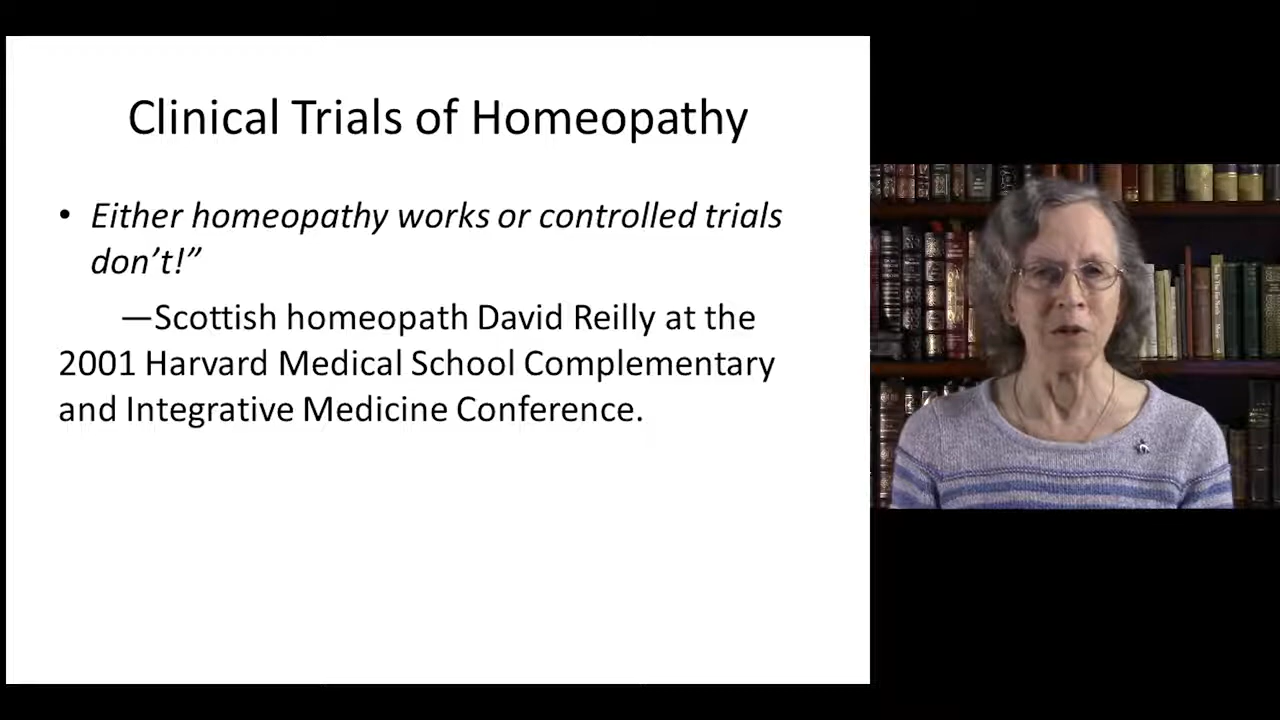 Clinical Trials of Homeopathy
• Either homeopathy works or controlled trials
don’t!”
—Scottish homeopath David Reilly at the
2001 Harvard Medical School Complementary
and Integrative Medicine Conference.